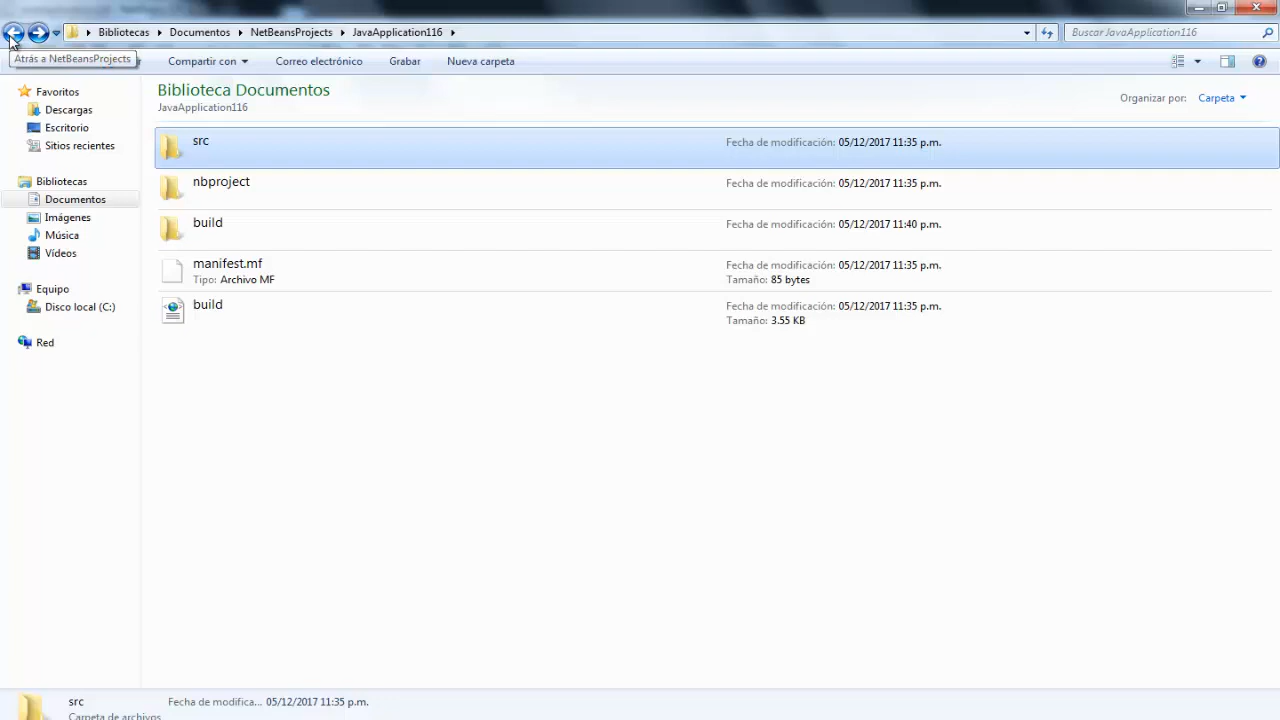 Bibliotecas Documentos NetBeansProjects JavaApplication116
Buscar JavaApplication116
Atrás a NetBeansProjects
Compartir con Correo electrónico Grabar Nueva carpeta
Favoritos
Descargas
Escritorio
Sitios recientes
Bibliotecas
Documentos
Imágenes
Música
Vídeos
Equipo
Disco local (C:)
Red
Biblioteca Documentos
JavaApplication116
Organizar por: Carpeta
src
Fecha de modificación: 05/12/2017 11:35 p.m.
nbproject
Fecha de modificación: 05/12/2017 11:35 p.m.
build
Fecha de modificación: 05/12/2017 11:40 p.m.
manifest.mf
Tipo: Archivo MF
Fecha de modificación: 05/12/2017 11:35 p.m.
Tamaño: 85 bytes
build
Fecha de modificación: 05/12/2017 11:35 p.m.
Tamaño: 3.55 KB
src
Fecha de modifica... 05/12/2017 11:35 p.m.
Carpeta de archivos